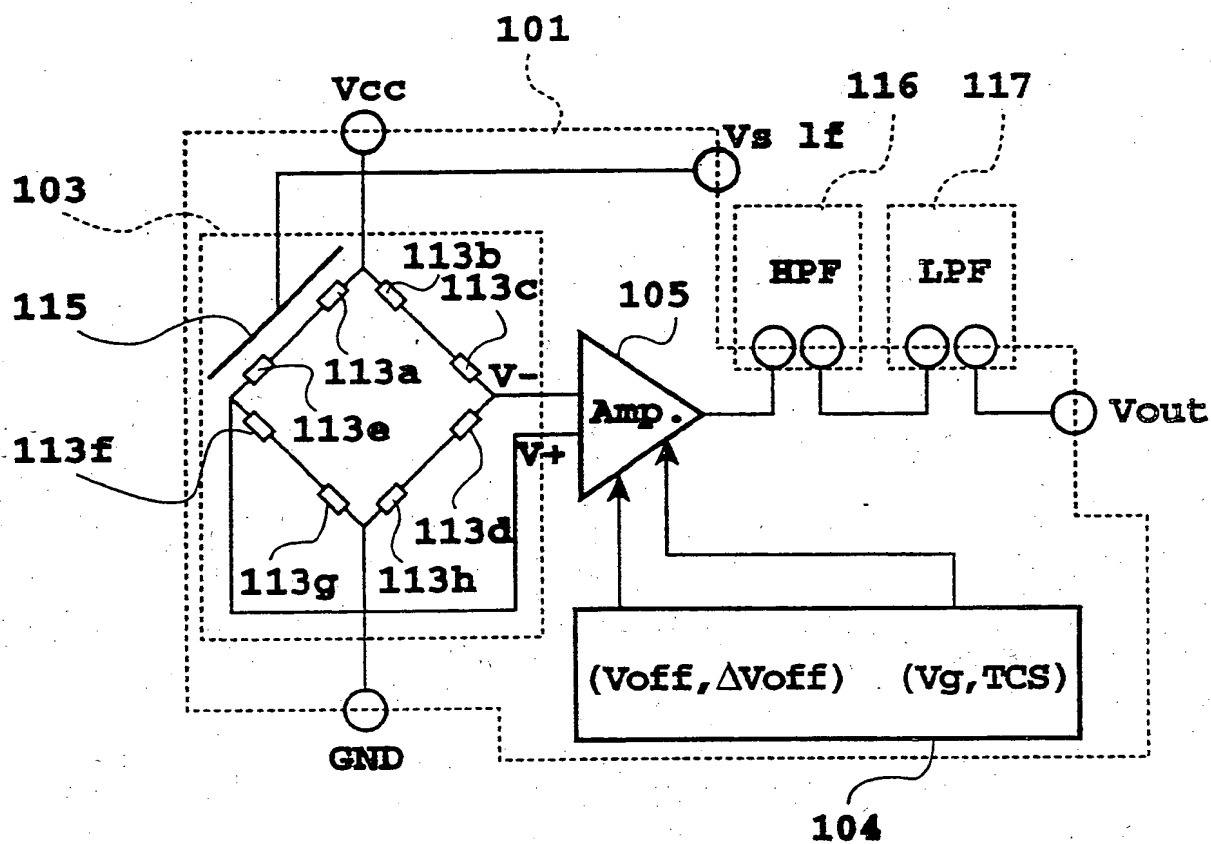 101
Vcc
116
117
Vs lf
103
HPF
LPF
113b
113c
105
115
113a
V-
Amp.
Vout
113e
113f
V+
113d
113g
113h
(Voff,ΔVoff)
(Vg,TCS)
GND
104